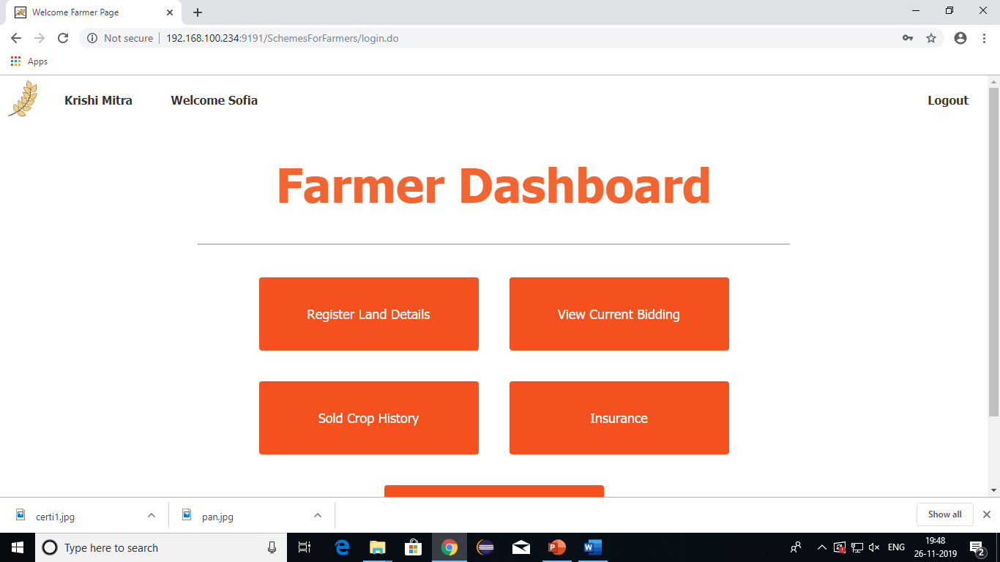 Welcome Farmer Page
Not secure 192.168.100.234:9191/SchemesForFarmers/login.do
Apps
Krishi Mitra Welcome Sofia Logout
Farmer Dashboard
Register Land Details View Current Bidding
Sold Crop History Insurance
certi1.jpg pan.jpg Show all
Type here to search ENG 19:48
26-11-2019 2